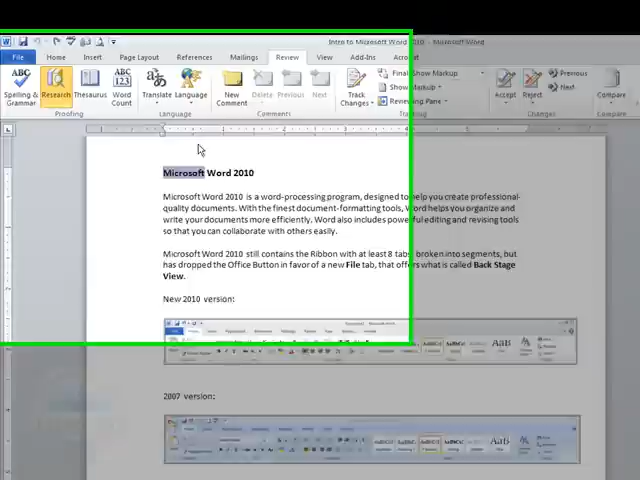 Intro to Microsoft Word 2010 - Microsoft Word
File Home Insert Page Layout References Mailings Review View Add-Ins Acrobat
Spelling & Grammar
Research
Thesaurus
Word Count
Proofing
Translate
Language
Language
New Comment
Delete
Previous
Next
Comments
Track Changes
Final: Show Markup
Show Markup
Reviewing Pane
Tracking
Accept
Reject
Previous
Next
Compare
Compare
Microsoft Word 2010
Microsoft Word 2010 is a word-processing program, designed to help you create professional-
quality documents. With the finest document-formatting tools, Word helps you organize and
write your documents more efficiently. Word also includes powerful editing and revising tools
so that you can collaborate with others easily.
Microsoft Word 2010 still contains the Ribbon with at least 8 tabs, broken into segments, but
has dropped the Office Button in favor of a new File tab, that offers what is called Back Stage
View.
New 2010 version:
2007 version: